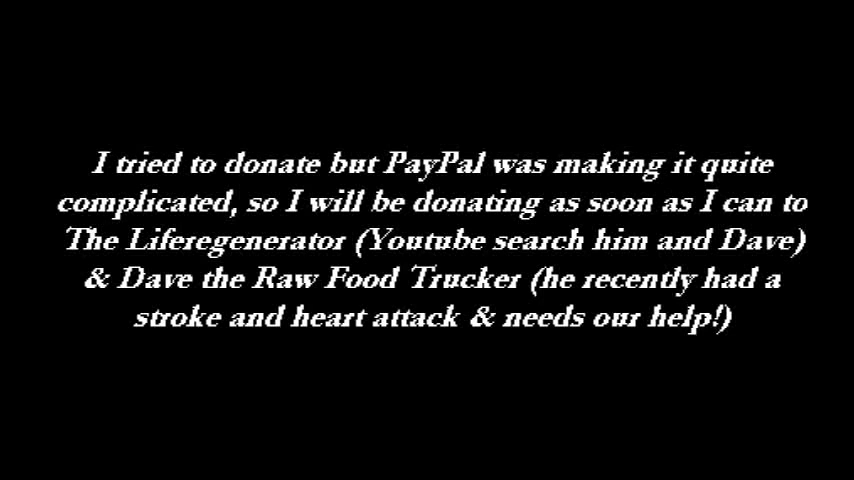 I tried to donate but PayPal was making it quite
complicated, so I will be donating as soon as I can to
The Liferegenerator (Youtube search him and Dave)
& Dave the Raw Food Trucker (he recently had a
stroke and heart attack & needs our help!)